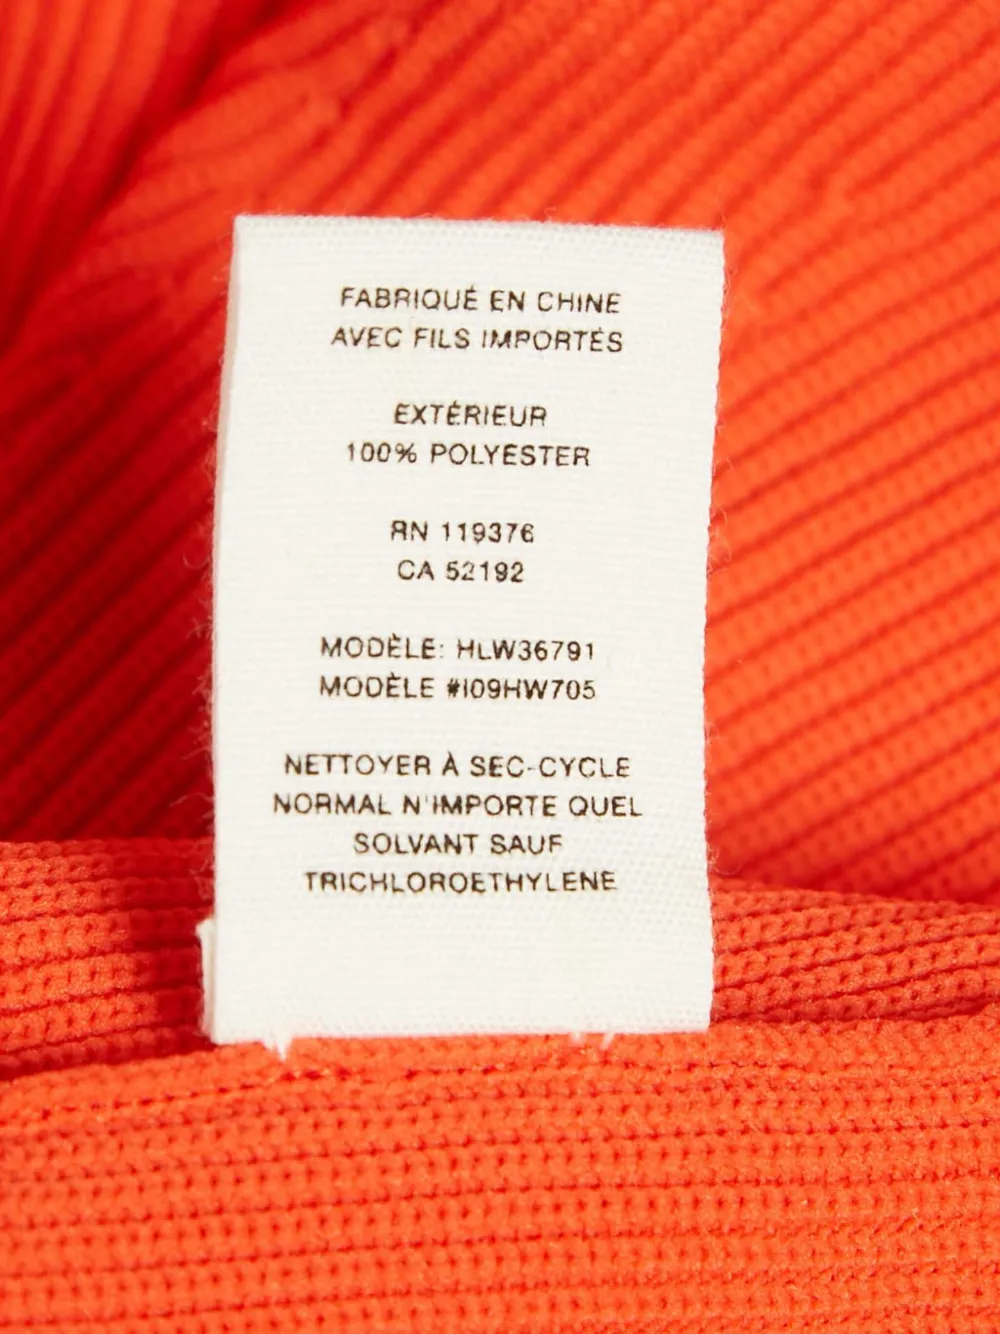 FABRIQUÉ EN CHINE
AVEC FILS IMPORTÉS
EXTÉRIEUR
100% POLYESTER
RN 119376
CA 52192
MODÈLE: HLW36791
MODÈLE #I09HW705
NETTOYER À SEC-CYCLE
NORMAL N'IMPORTE QUEL
SOLVANT SAUF
TRICHLOROETHYLENE